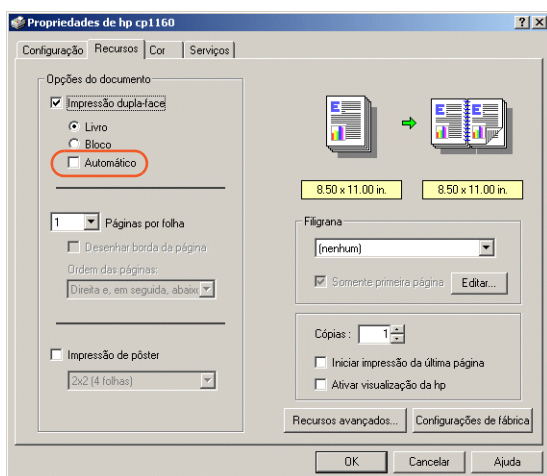 Propriedades de hp cp1160
Configuração Recursos Cor Serviços
Opções do documento
Impressão dupla-face
Livro
Bloco
Automático
1 Páginas por folha
Desenhar borda da página
Ordem das páginas:
Direita e, em seguida, abaixo
Impressão de pôster
2x2 (4 folhas)
8.50 x 11.00 in. 8.50 x 11.00 in.
Filigrana
(nenhum)
Somente primeira página Editar...
Cópias : 1
Iniciar impressão da última página
Ativar visualização da hp
Recursos avançados... Configurações de fábrica
OK Cancelar Ajuda